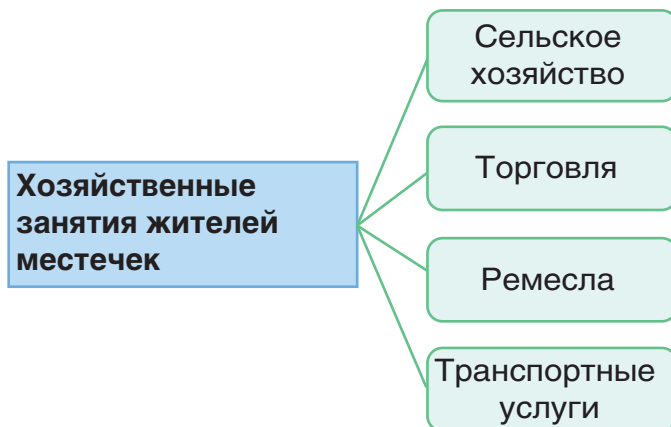 Сельское
хозяйство
Хозяйственные
занятия жителей
местечек
Торговля
Ремесла
Транспортные
услуги